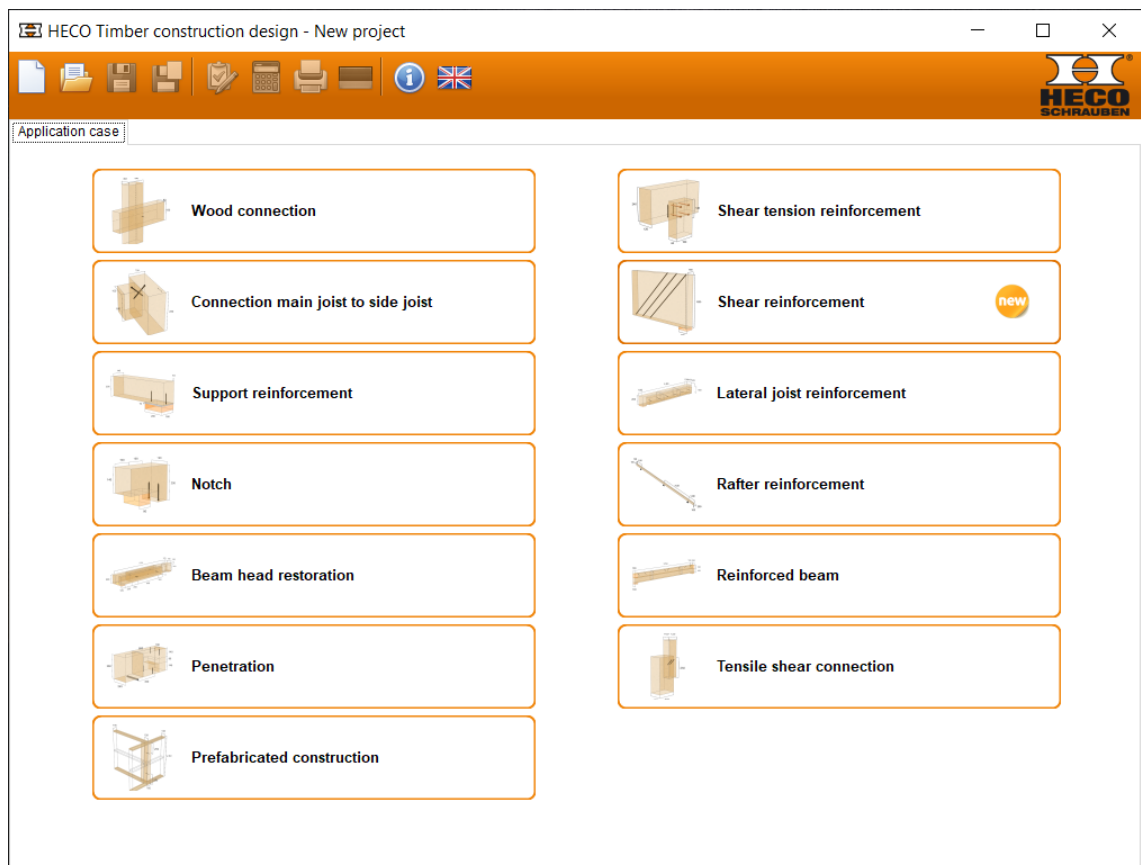 HECO Timber construction design - New project
HECO
SCHRAUBEN
Application case
Wood connection
Shear tension reinforcement
Connection main joist to side joist
Shear reinforcement
new
Support reinforcement
Lateral joist reinforcement
Notch
Rafter reinforcement
Beam head restoration
Reinforced beam
Penetration
Tensile shear connection
Prefabricated construction